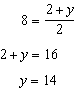 8 = (2 + y)/2
2 + y = 16
y = 14